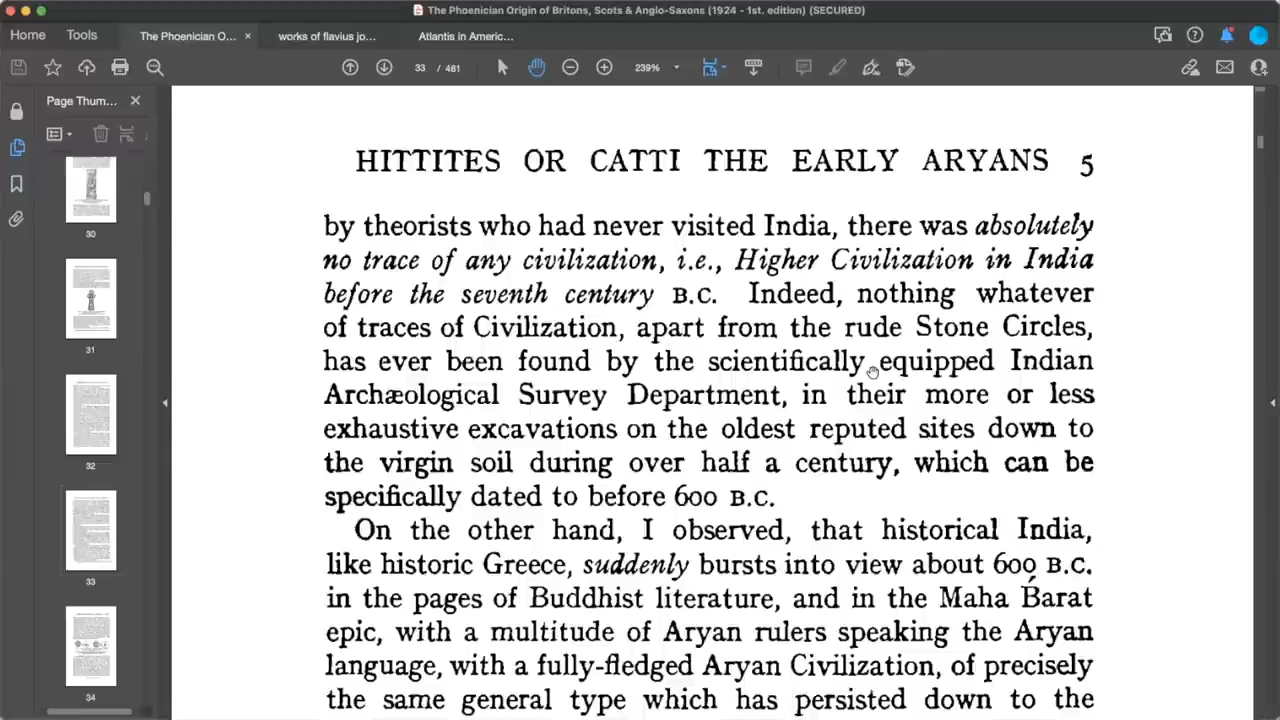 The Phoenician Origin of Britons, Scots & Anglo-Saxons (1924 - 1st. edition) (SECURED)
Home Tools The Phoenician O... × works of flavius jo... Atlantis in Americ...
33 / 481 239%
Page Thum... ×
30
31
32
33
34
HITTITES OR CATTI THE EARLY ARYANS 5
by theorists who had never visited India, there was absolutely
no trace of any civilization, i.e., Higher Civilization in India
before the seventh century B.C. Indeed, nothing whatever
of traces of Civilization, apart from the rude Stone Circles,
has ever been found by the scientifically equipped Indian
Archæological Survey Department, in their more or less
exhaustive excavations on the oldest reputed sites down to
the virgin soil during over half a century, which can be
specifically dated to before 600 B.C.
On the other hand, I observed, that historical India,
like historic Greece, suddenly bursts into view about 600 B.C.
in the pages of Buddhist literature, and in the Maha Bárat
epic, with a multitude of Aryan rulers speaking the Aryan
language, with a fully-fledged Aryan Civilization, of precisely
the same general type which has persisted down to the